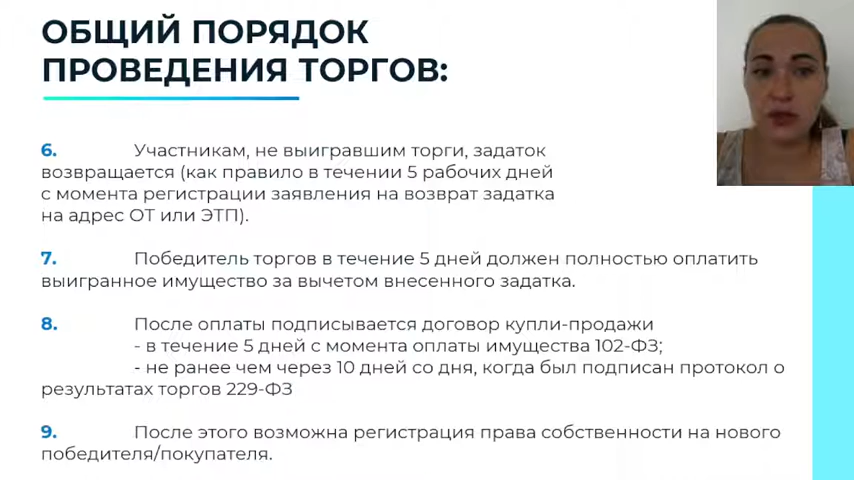 ОБЩИЙ ПОРЯДОК
ПРОВЕДЕНИЯ ТОРГОВ:
6. Участникам, не выигравшим торги, задаток
возвращается (как правило в течении 5 рабочих дней
с момента регистрации заявления на возврат задатка
на адрес ОТ или ЭТП).
7. Победитель торгов в течение 5 дней должен полностью оплатить
выигранное имущество за вычетом внесенного задатка.
8. После оплаты подписывается договор купли-продажи
- в течение 5 дней с момента оплаты имущества 102-ФЗ;
- не ранее чем через 10 дней со дня, когда был подписан протокол о
результатах торгов 229-ФЗ
9. После этого возможна регистрация права собственности на нового
победителя/покупателя.